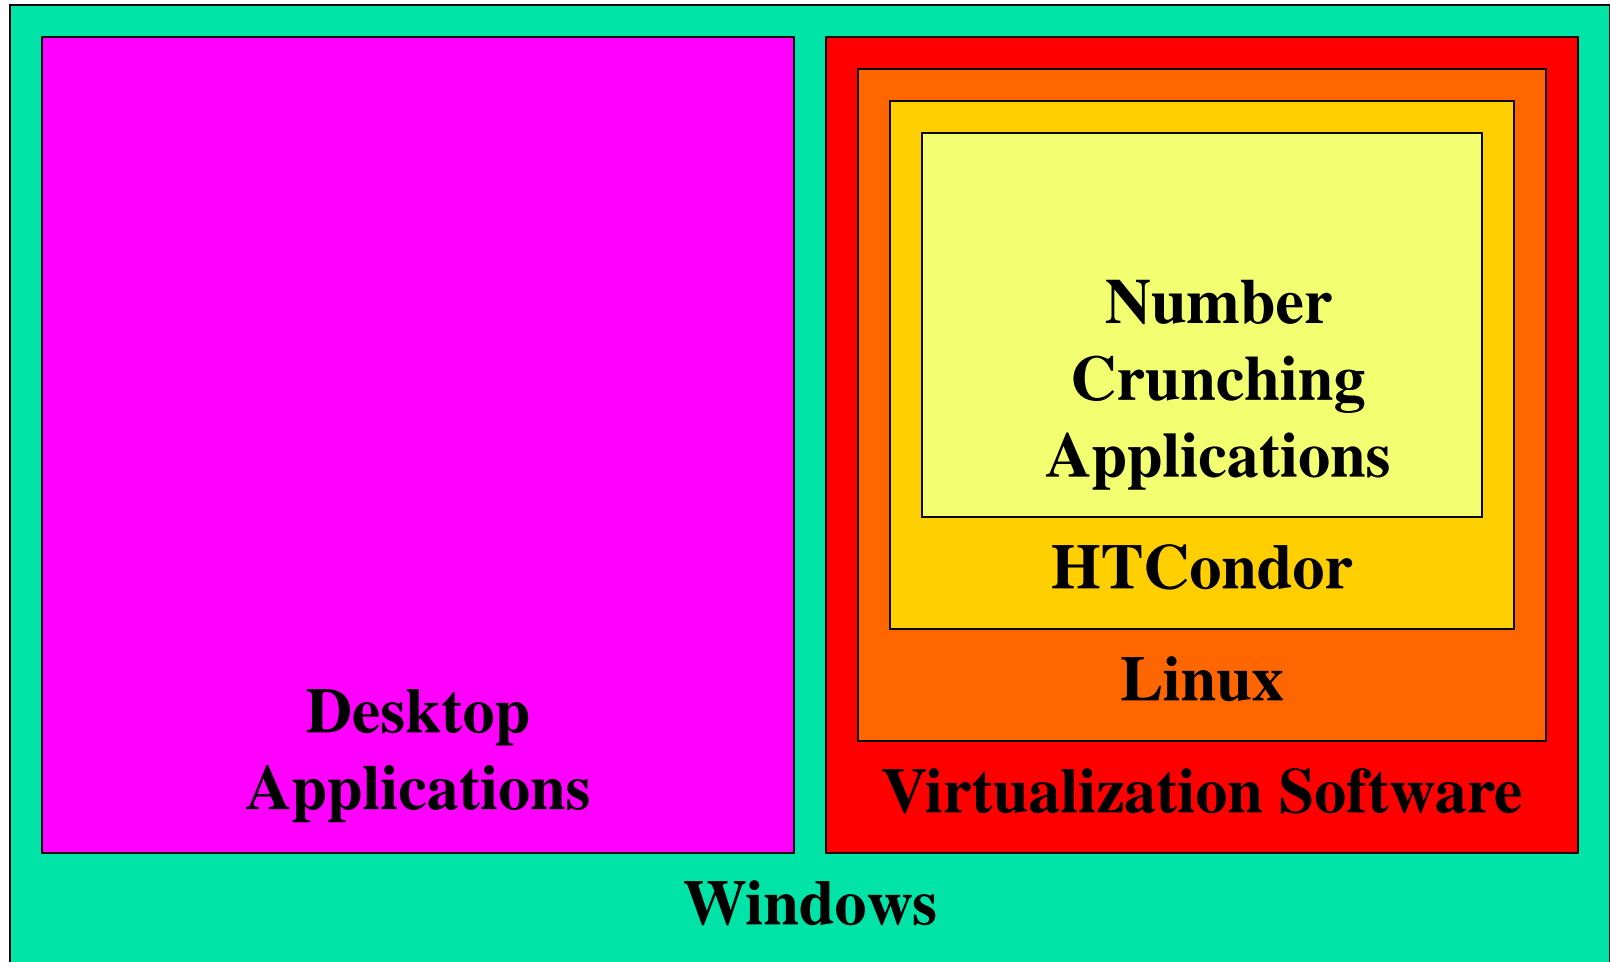 Desktop
Applications
Number
Crunching
Applications
HTCondor
Linux
Virtualization Software
Windows